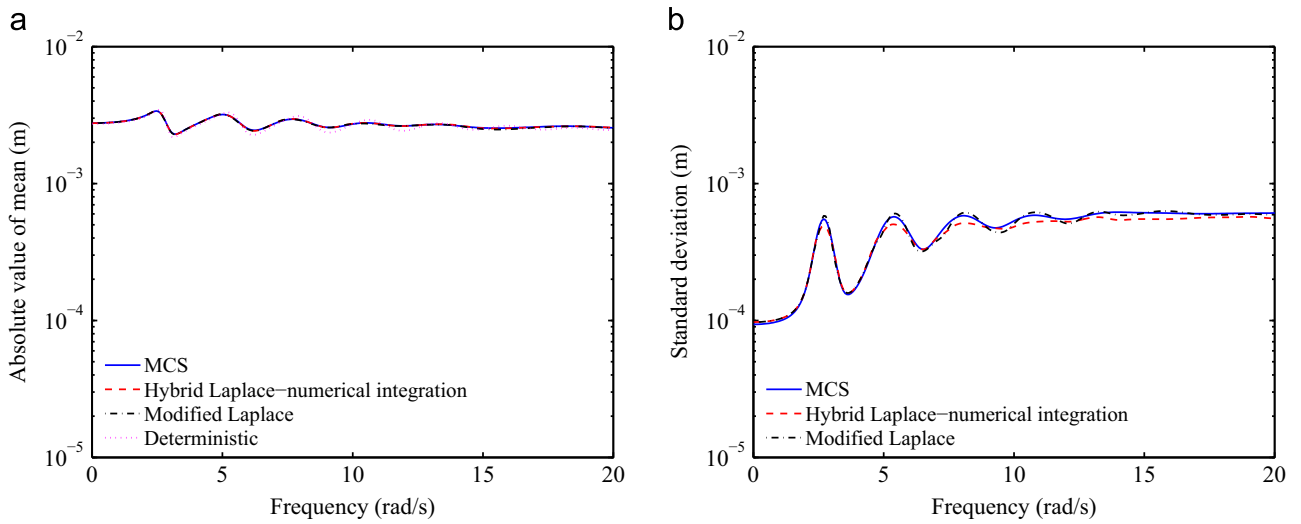 a
10⁻²
10⁻³
10⁻⁴
10⁻⁵
Absolute value of mean (m)
MCS
Hybrid Laplace−numerical integration
Modified Laplace
Deterministic
0 5 10 15 20
Frequency (rad/s)
b
10⁻²
10⁻³
10⁻⁴
10⁻⁵
Standard deviation (m)
MCS
Hybrid Laplace−numerical integration
Modified Laplace
0 5 10 15 20
Frequency (rad/s)